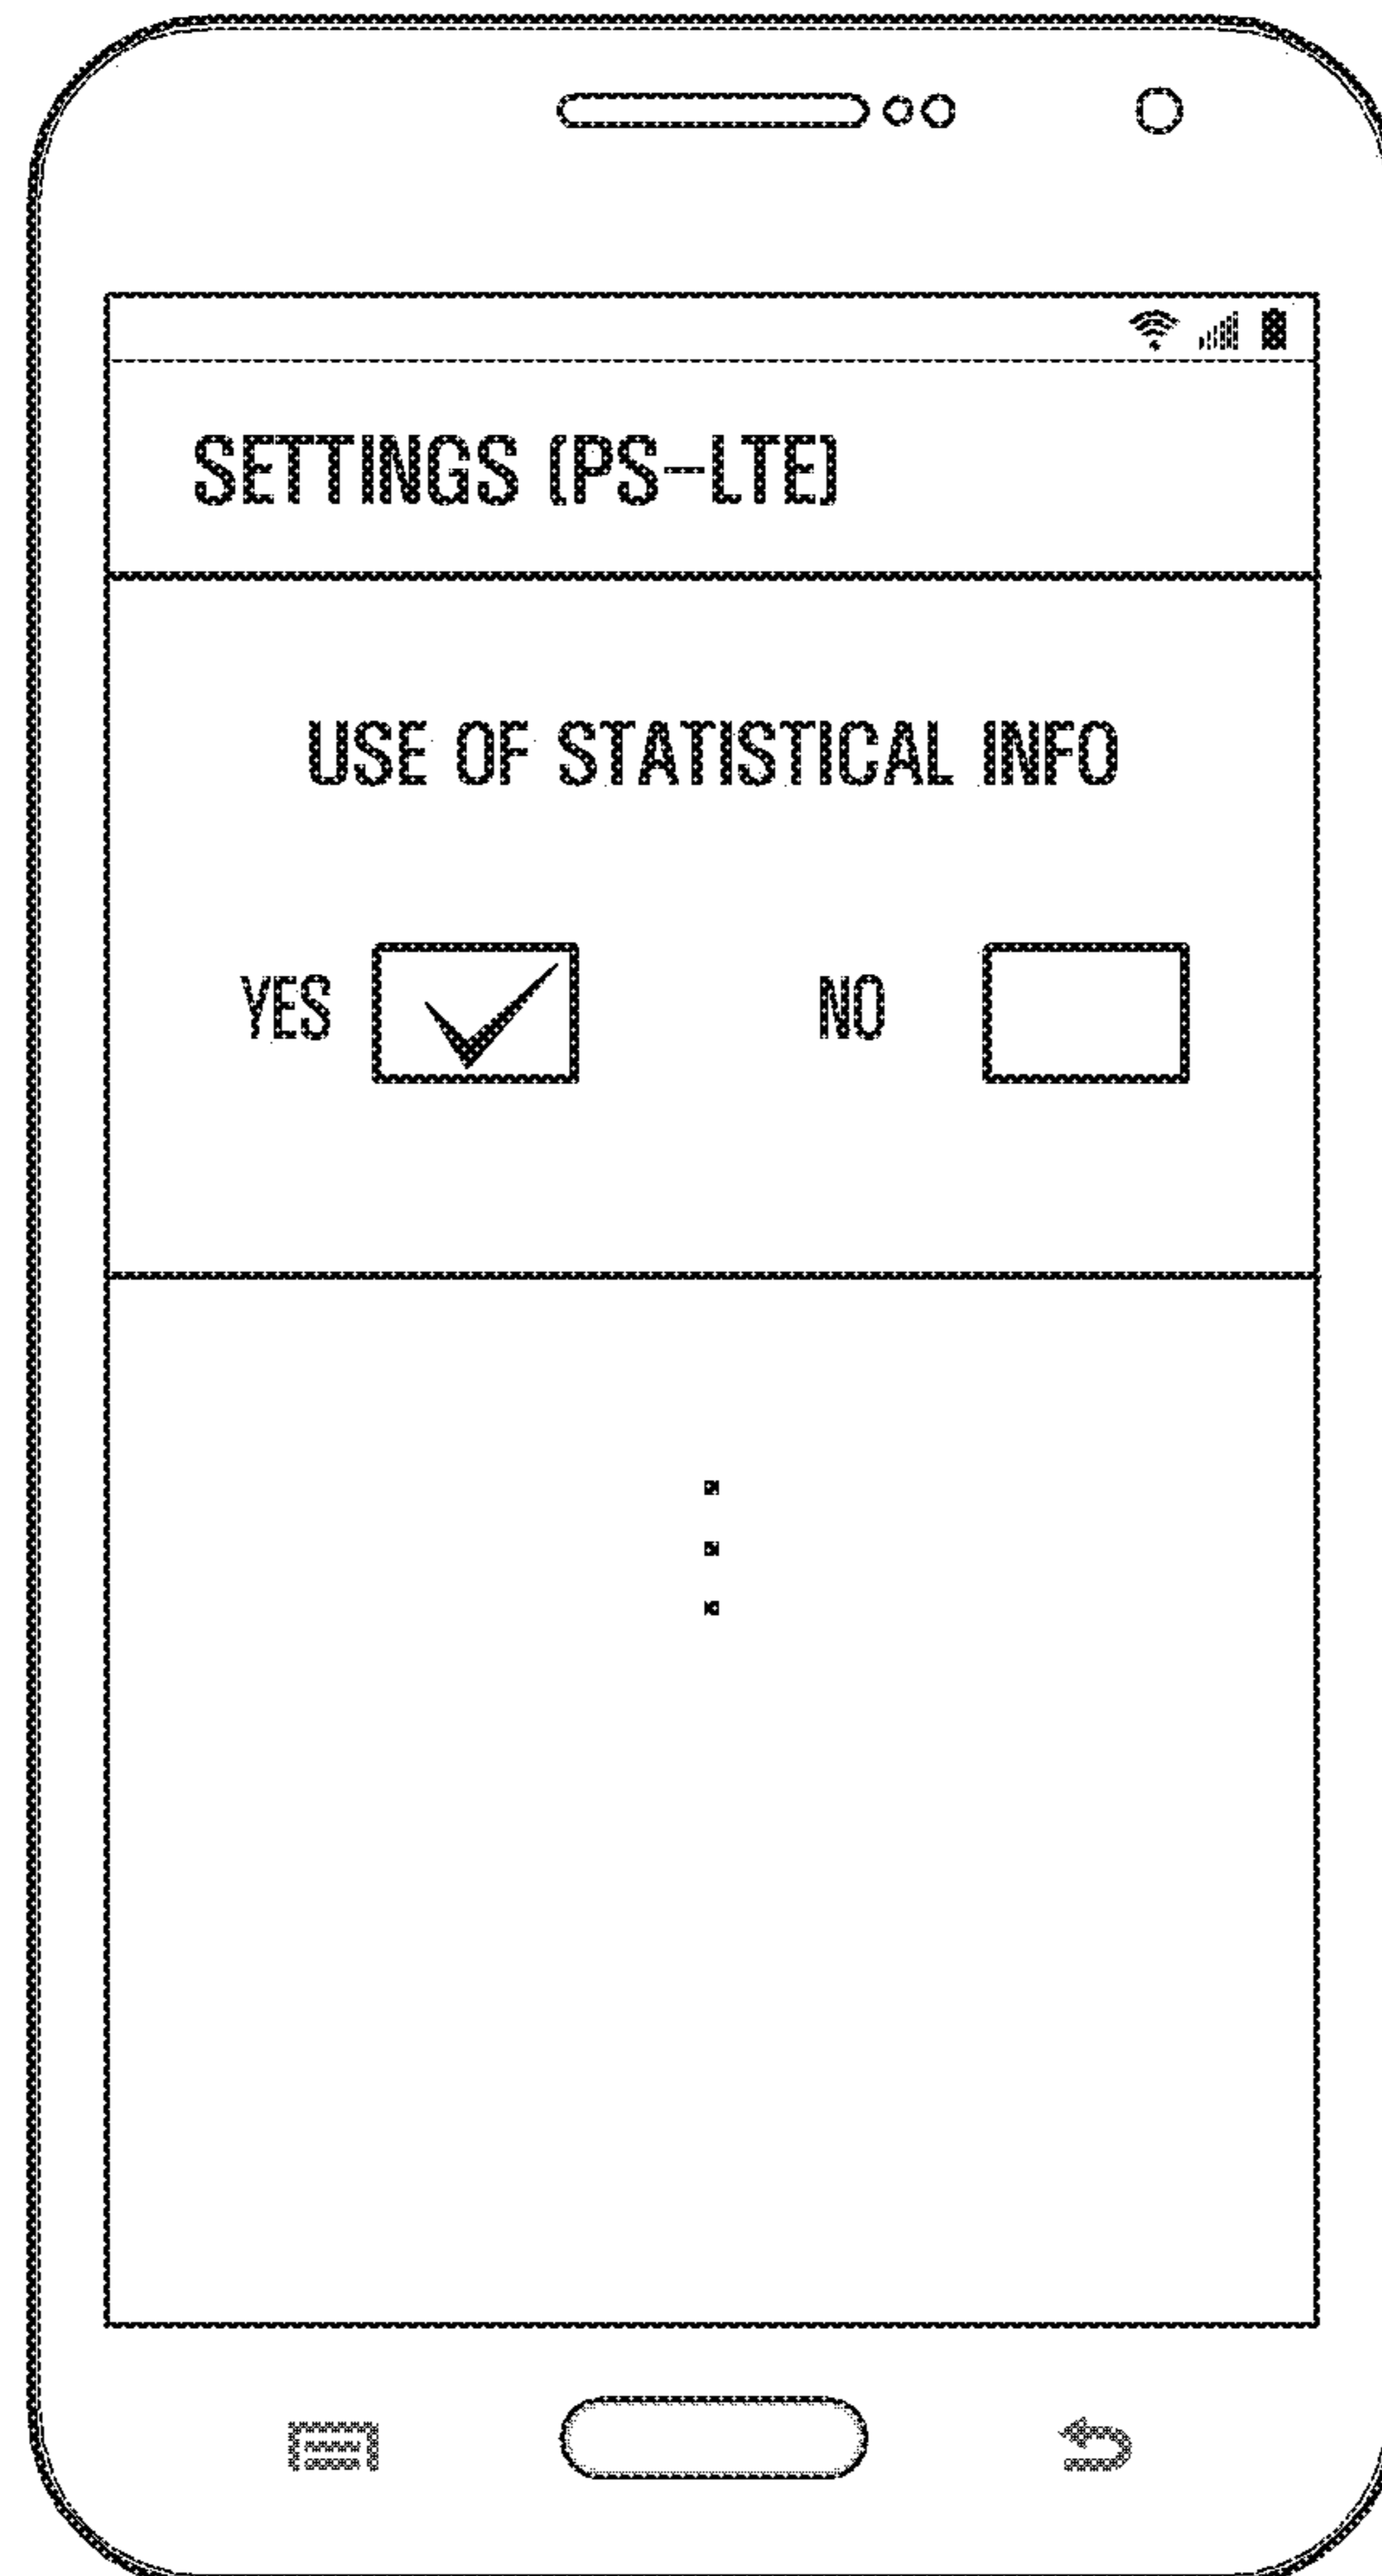 SETTINGS (PS-LTE)
USE OF STATISTICAL INFO
YES NO